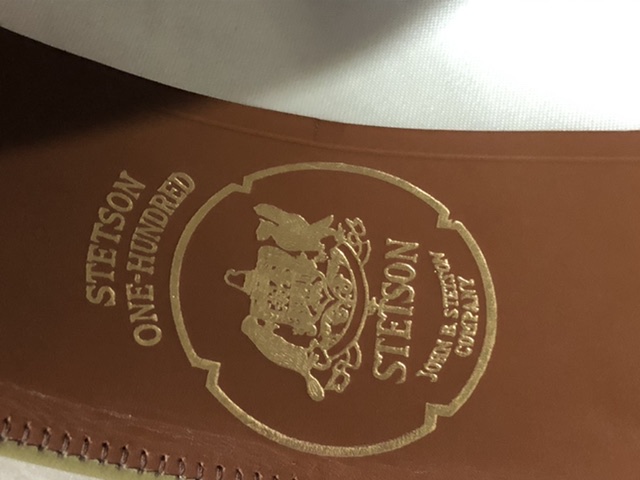 STETSON
ONE-HUNDRED
STETSON
JOHN B. STETSON
COMPANY